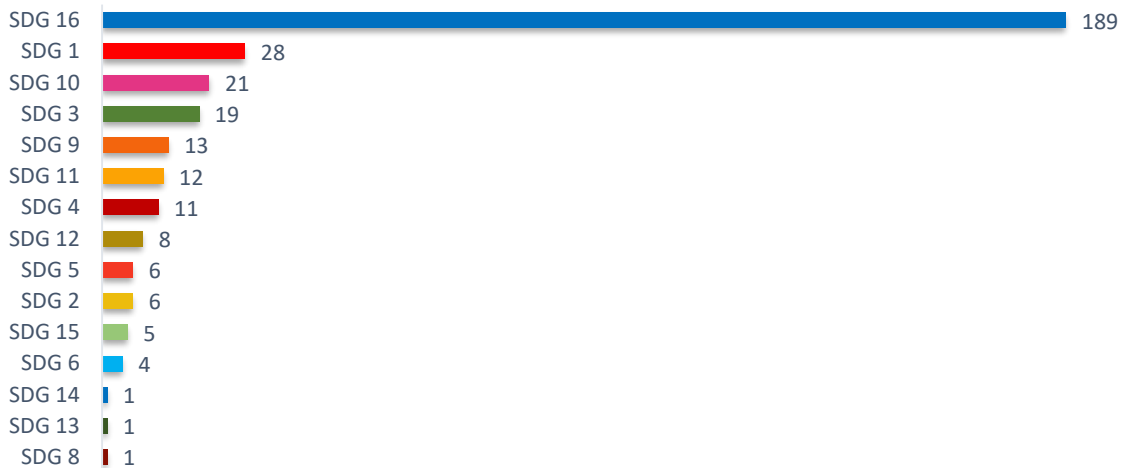 SDG 16 189
SDG 1 28
SDG 10 21
SDG 3 19
SDG 9 13
SDG 11 12
SDG 4 11
SDG 12 8
SDG 5 6
SDG 2 6
SDG 15 5
SDG 6 4
SDG 14 1
SDG 13 1
SDG 8 1